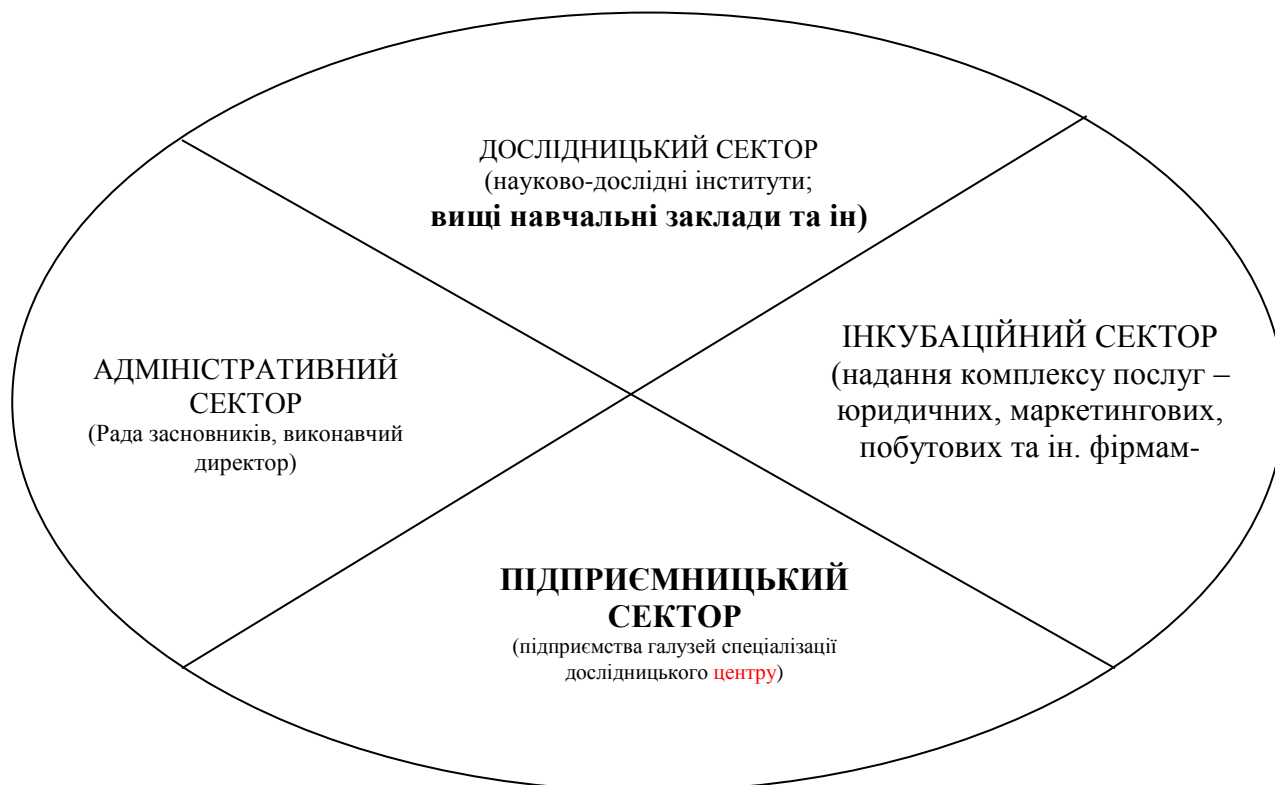 ДОСЛІДНИЦЬКИЙ СЕКТОР
(науково-дослідні інститути;
вищі навчальні заклади та ін)
АДМІНІСТРАТИВНИЙ
СЕКТОР
(Рада засновників, виконавчий
директор)
ІНКУБАЦІЙНИЙ СЕКТОР
(надання комплексу послуг –
юридичних, маркетингових,
побутових та ін. фірмам-
ПІДПРИЄМНИЦЬКИЙ
СЕКТОР
(підприємства галузей спеціалізації
дослідницького центру)